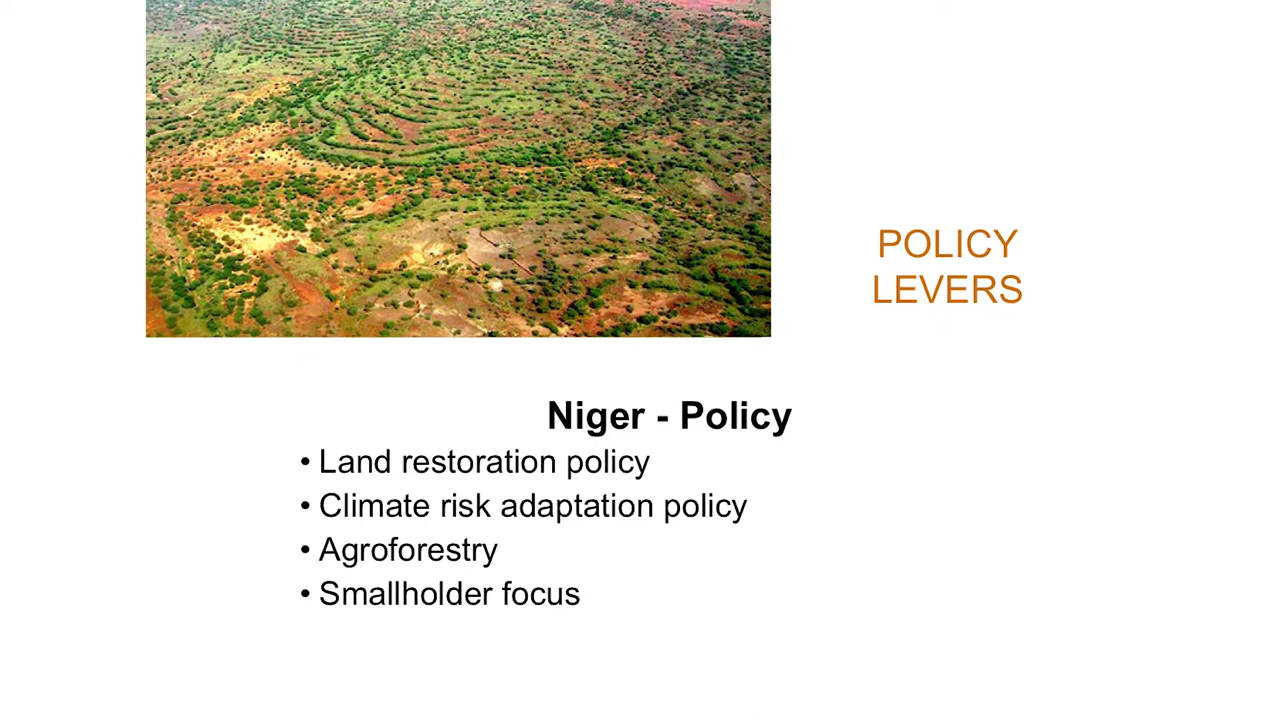 POLICY
LEVERS
Niger - Policy
• Land restoration policy
• Climate risk adaptation policy
• Agroforestry
• Smallholder focus